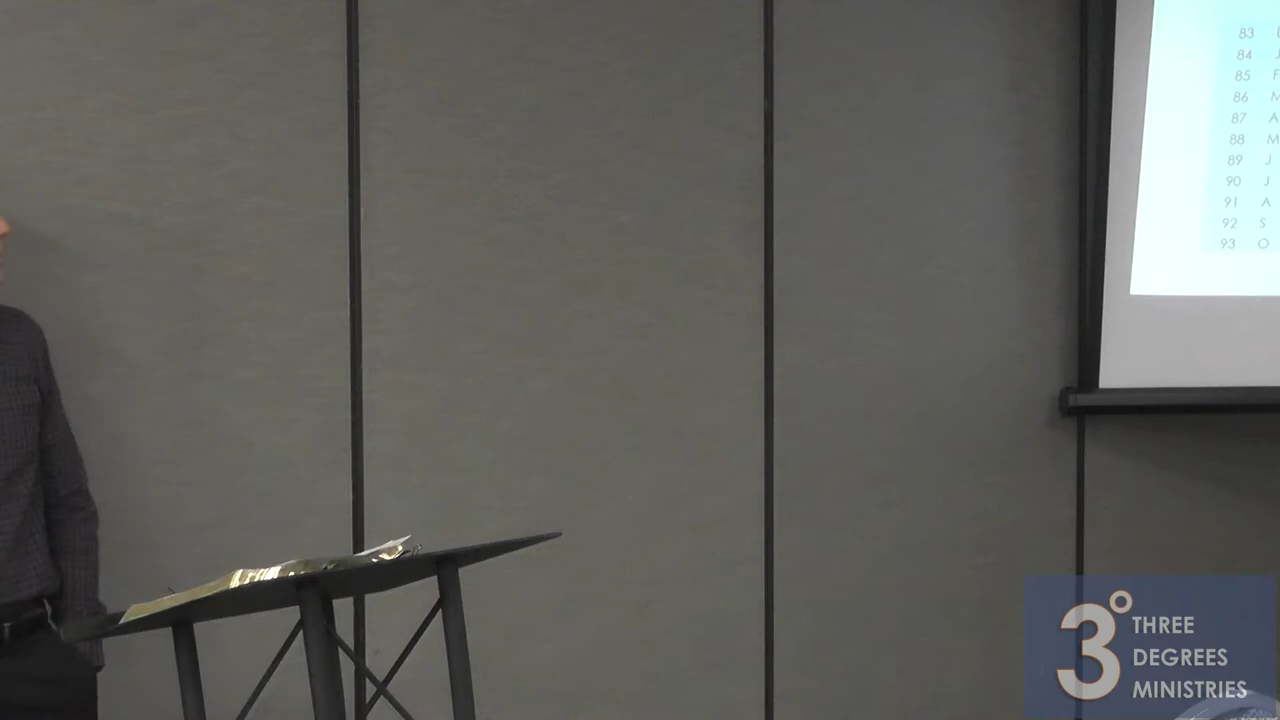 83
84 J
85 F
86 M
87 A
88 M
89 J
90 J
91 A
92 S
93 O
3° THREE
DEGREES
MINISTRIES